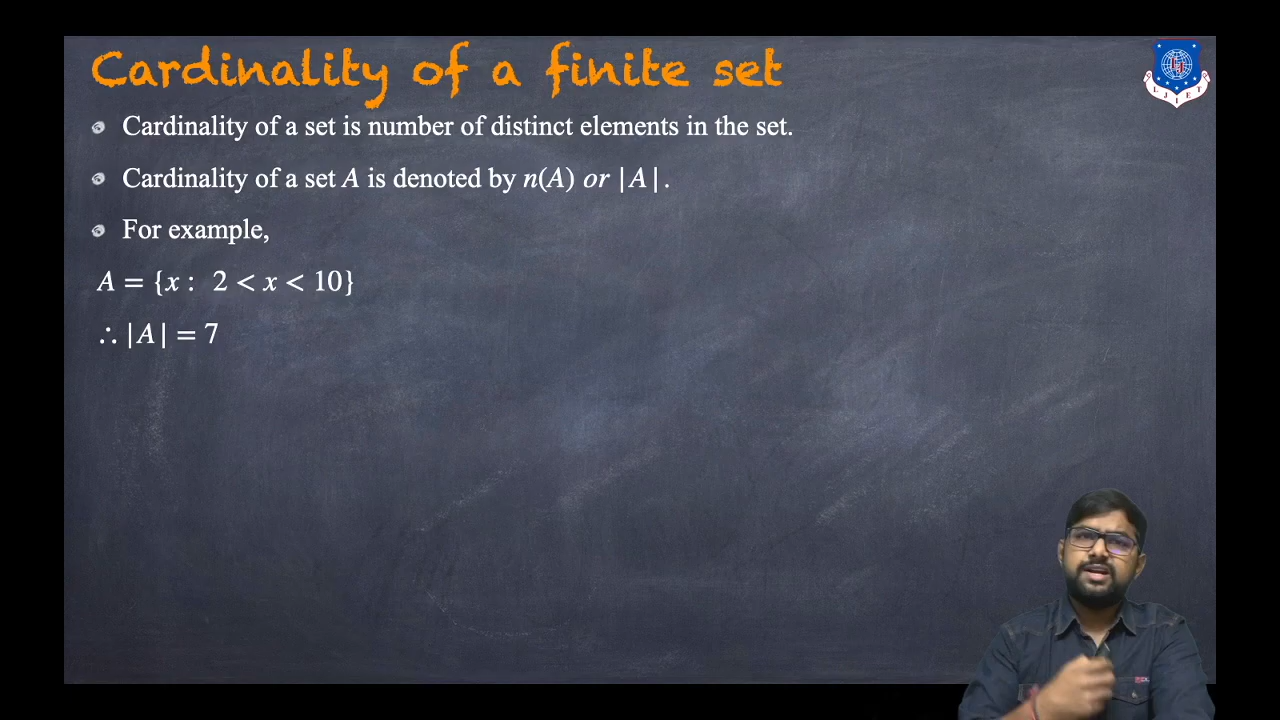 Cardinality of a finite set
Cardinality of a set is number of distinct elements in the set.
Cardinality of a set A is denoted by n(A) or |A|.
For example,
A = {x : 2 < x < 10}
∴ |A| = 7
LJIET